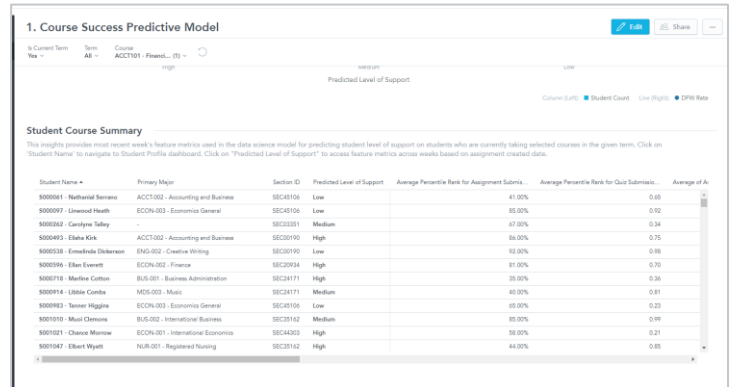 1. Course Success Predictive Model
Edit
Share
Is Current Term Term Course
Yes All ACCT101 - Financi... (1)
High Medium Low
Predicted Level of Support
Column (Left) Student Count Line (Right) DFW Rate
Student Course Summary
This insights provides most recent week's feature metrics used in the data science model for predicting student level of support on students who are currently taking selected courses in the given term. Click on
'Student Name' to navigate to Student Profile dashboard. Click on "Predicted Level of Support" to access feature metrics across weeks based on assignment created date.
Student Name Primary Major Section ID Predicted Level of Support Average Percentile Rank for Assignment Submis... Average Percentile Rank for Quiz Submissio... Average of As
S000061 - Nathanial Serrano ACCT-002 - Accounting and Business SEC45106 Low 41.00% 0.65
S000097 - Linwood Heath ECON-003 - Economics General SEC45106 Low 85.00% 0.92
S000262 - Carolyne Talley - SEC03351 Medium 67.00% 0.34
S000493 - Elisha Kirk ACCT-002 - Accounting and Business SEC00190 High 86.00% 0.75
S000538 - Ermelinda Dickerson ENG-002 - Creative Writing SEC00190 Low 92.00% 0.98
S000596 - Ellan Everett ECON-002 - Finance SEC20934 High 81.00% 0.70
S000718 - Marline Cotton BUS-001 - Business Administration SEC24171 High 35.00% 0.36
S000914 - Libbie Combs MDS-003 - Music SEC24171 Medium 40.00% 0.81
S000983 - Tanner Higgins ECON-003 - Economics General SEC45106 Low 65.00% 0.23
S001010 - Muoi Clemons BUS-002 - International Business SEC35162 Medium 85.00% 0.99
S001021 - Chance Morrow ECON-001 - International Economics SEC44303 High 58.00% 0.21
S001047 - Elbert Wyatt NUR-001 - Registered Nursing SEC35162 High 44.00% 0.85